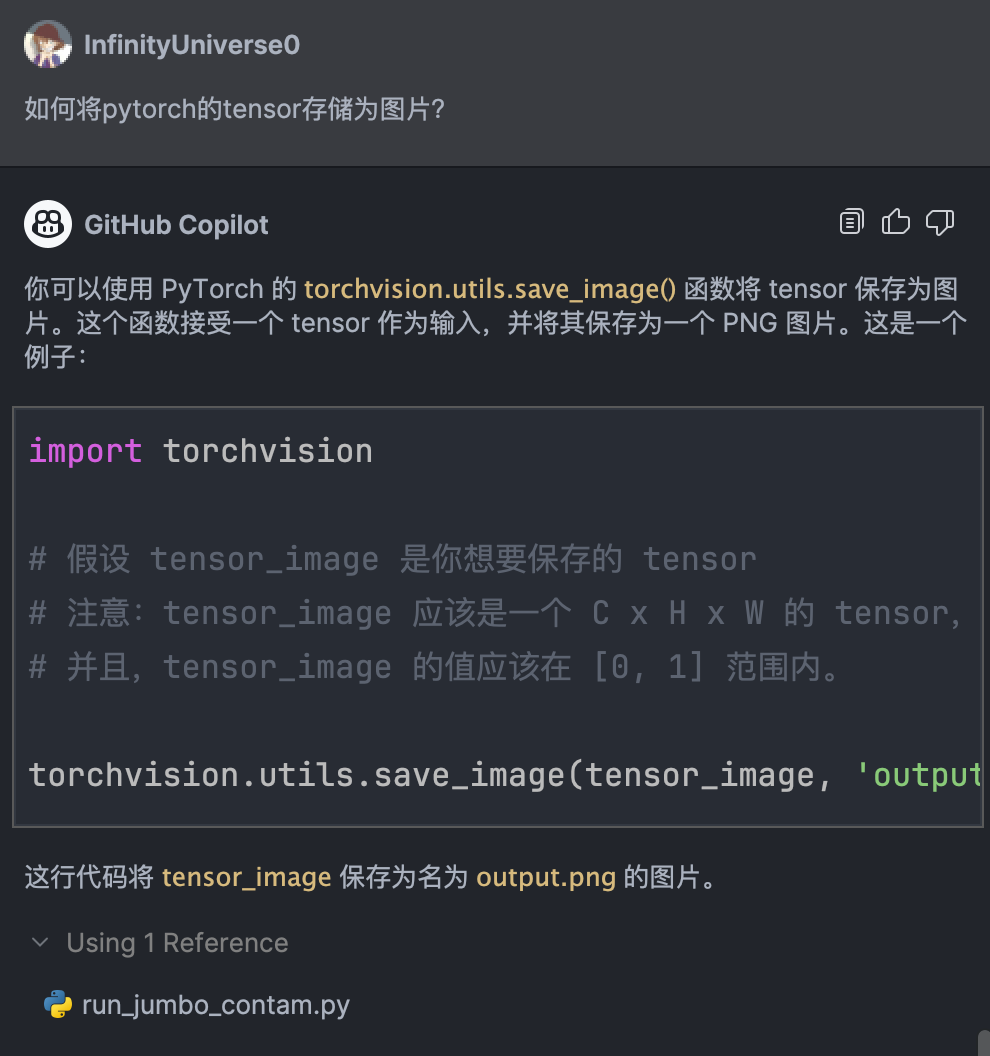 InfinityUniverse0
如何将pytorch的tensor存储为图片?
GitHub Copilot
你可以使用 PyTorch 的 torchvision.utils.save_image() 函数将 tensor 保存为图
片。这个函数接受一个 tensor 作为输入，并将其保存为一个 PNG 图片。这是一个
例子：
import torchvision
# 假设 tensor_image 是你想要保存的 tensor
# 注意：tensor_image 应该是一个 C x H x W 的 tensor，
# 并且，tensor_image 的值应该在 [0, 1] 范围内。
torchvision.utils.save_image(tensor_image, 'output
这行代码将 tensor_image 保存为名为 output.png 的图片。
Using 1 Reference
run_jumbo_contam.py